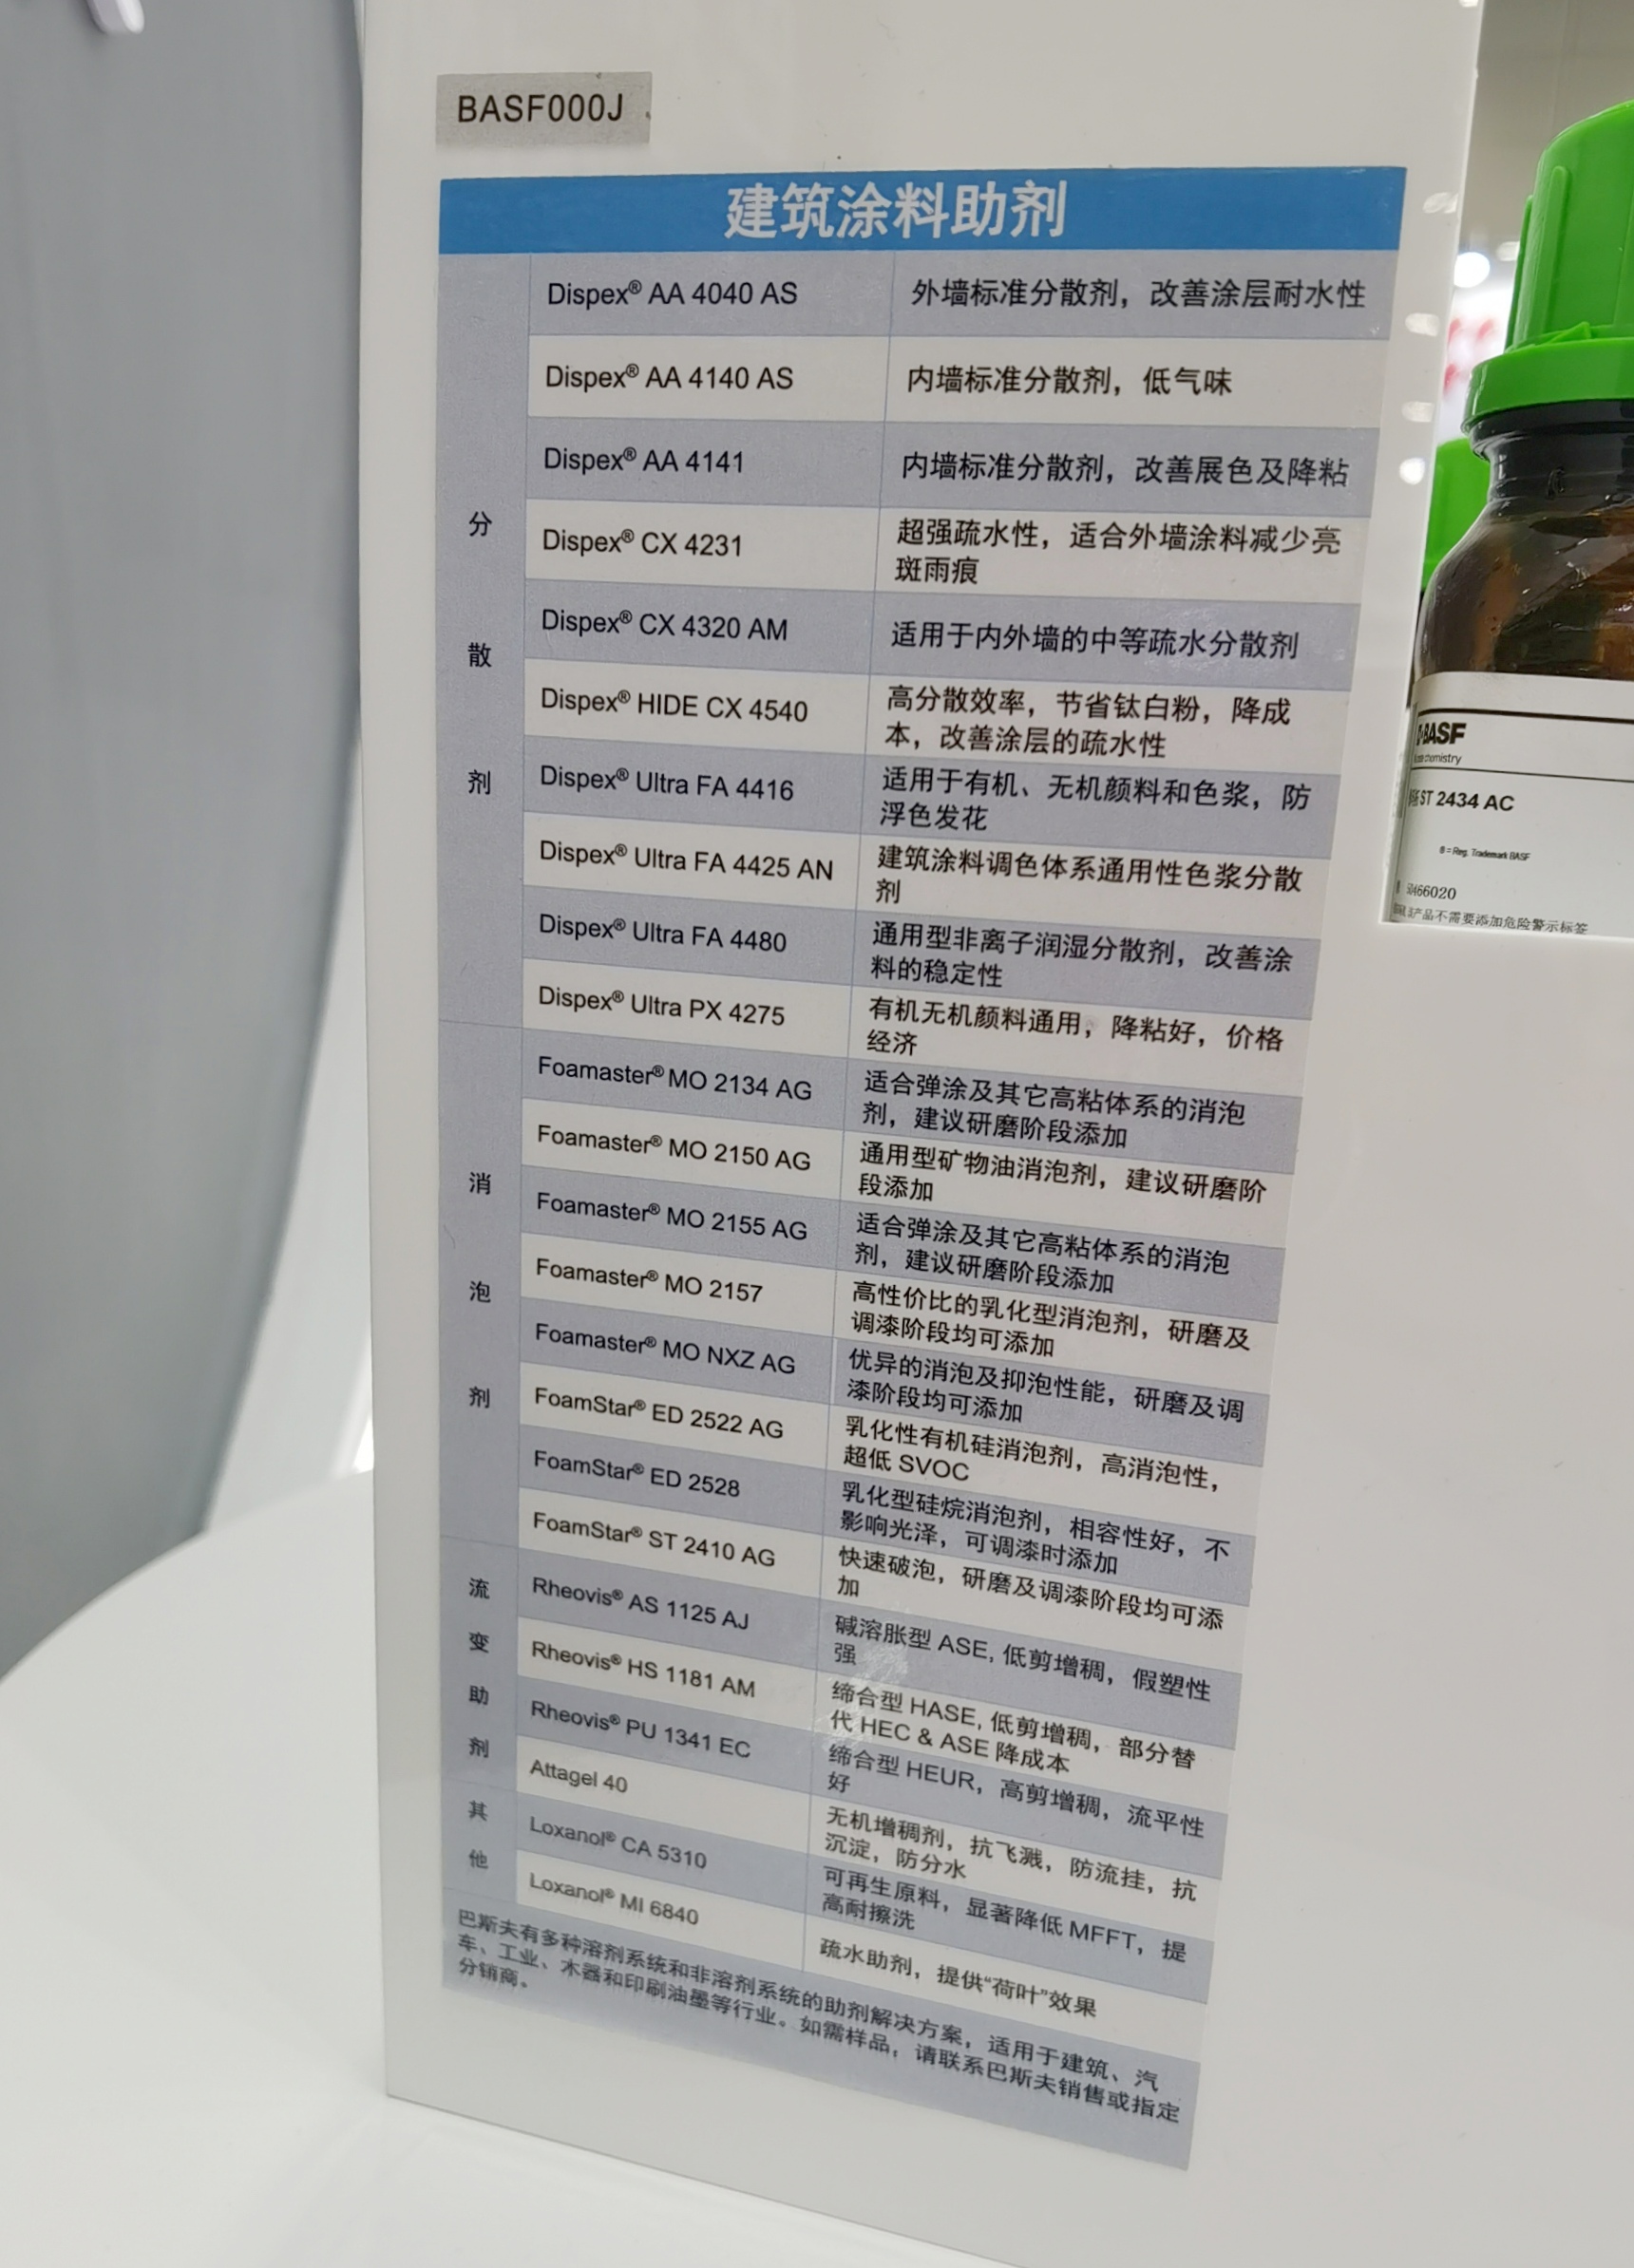 BASF000J
建筑涂料助剂
分散剂
Dispex® AA 4040 AS 外墙标准分散剂，改善涂层耐水性
Dispex® AA 4140 AS 内墙标准分散剂，低气味
Dispex® AA 4141 内墙标准分散剂，改善展色及降粘
Dispex® CX 4231 超强疏水性，适合外墙涂料减少亮
斑雨痕
Dispex® CX 4320 AM 适用于内外墙的中等疏水分散剂
Dispex® HIDE CX 4540 高分散效率，节省钛白粉，降成
本，改善涂层的疏水性
Dispex® Ultra FA 4416 适用于有机、无机颜料和色浆，防
浮色发花
Dispex® Ultra FA 4425 AN 建筑涂料调色体系通用性色浆分散
剂
Dispex® Ultra FA 4480 通用型非离子润湿分散剂，改善涂
料的稳定性
Dispex® Ultra PX 4275 有机无机颜料通用，降粘好，价格
经济
消泡剂
Foamaster® MO 2134 AG 适合弹涂及其它高粘体系的消泡
剂，建议研磨阶段添加
Foamaster® MO 2150 AG 通用型矿物油消泡剂，建议研磨阶
段添加
Foamaster® MO 2155 AG 适合弹涂及其它高粘体系的消泡
剂，建议研磨阶段添加
Foamaster® MO 2157 高性价比的乳化型消泡剂，研磨及
调漆阶段均可添加
Foamaster® MO NXZ AG 优异的消泡及抑泡性能，研磨及调
漆阶段均可添加
FoamStar® ED 2522 AG 乳化性有机硅消泡剂，高消泡性，
超低 SVOC
FoamStar® ED 2528 乳化型硅烷消泡剂，相容性好，不
影响光泽，可调漆时添加
FoamStar® ST 2410 AG 快速破泡，研磨及调漆阶段均可添
加
流变助剂
Rheovis® AS 1125 AJ 碱溶胀型 ASE, 低剪增稠，假塑性
强
Rheovis® HS 1181 AM 缔合型 HASE, 低剪增稠，部分替
代 HEC & ASE 降成本
Rheovis® PU 1341 EC 缔合型 HEUR，高剪增稠，流平性
好
Attagel 40 无机增稠剂，抗飞溅，防流挂，抗
沉淀，防分水
其他
Loxanol® CA 5310 可再生原料，显著降低 MFFT，提
高耐擦洗
Loxanol® MI 6840 疏水助剂，提供“荷叶”效果
巴斯夫有多种溶剂系统和非溶剂系统的助剂解决方案，适用于建筑、汽
车、工业、木器和印刷油墨等行业。如需样品，请联系巴斯夫销售或指定
分销商。
BASF
chemistry
ST 2434 AC
® = Reg. Trademark BASF
50466020
产品不需要添加危险警示标签